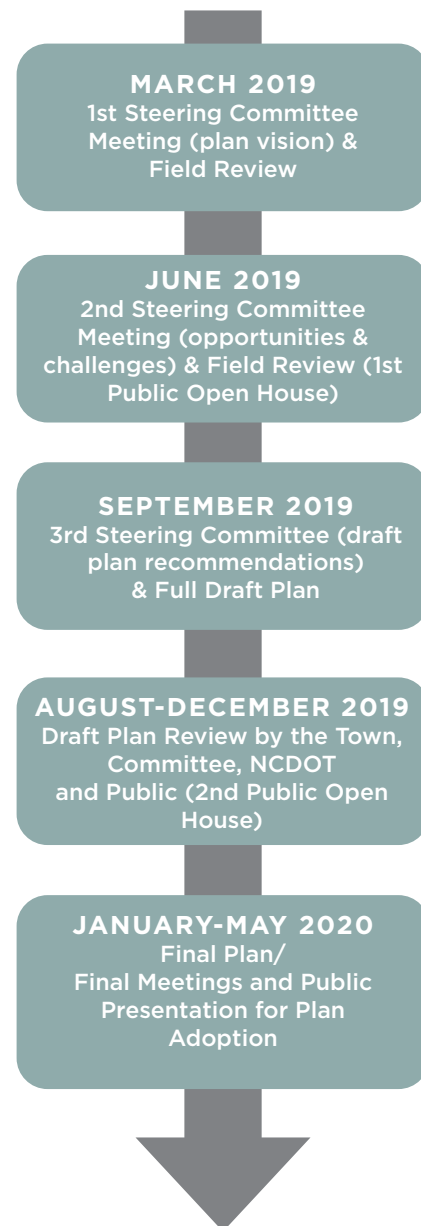 MARCH 2019
1st Steering Committee
Meeting (plan vision) &
Field Review
JUNE 2019
2nd Steering Committee
Meeting (opportunities &
challenges) & Field Review (1st
Public Open House)
SEPTEMBER 2019
3rd Steering Committee (draft
plan recommendations)
& Full Draft Plan
AUGUST-DECEMBER 2019
Draft Plan Review by the Town,
Committee, NCDOT
and Public (2nd Public Open
House)
JANUARY-MAY 2020
Final Plan/
Final Meetings and Public
Presentation for Plan
Adoption